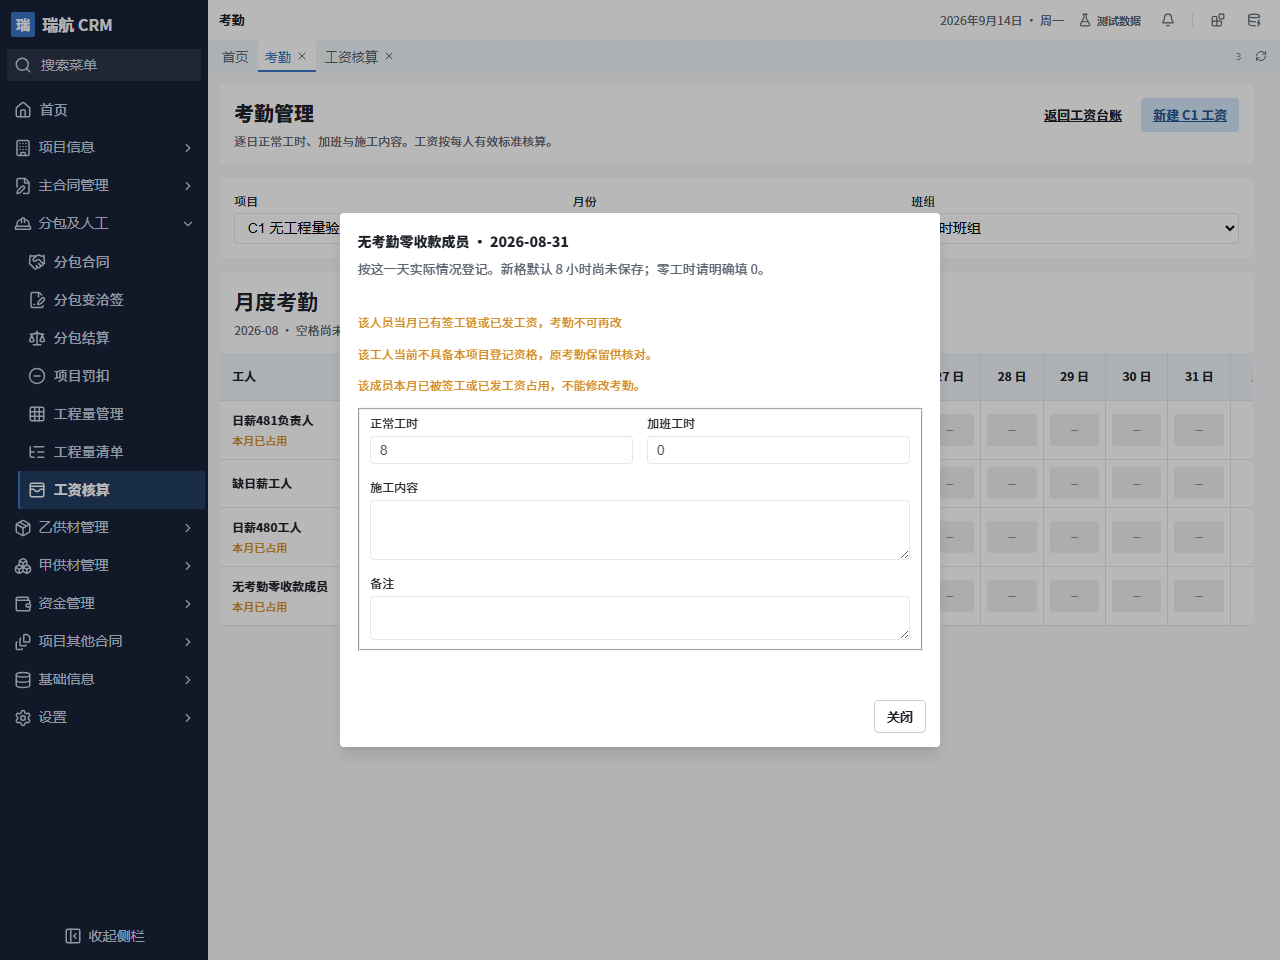 瑞 瑞航 CRM
搜索菜单
首页
项目信息
主合同管理
分包及人工
分包合同
分包变洽签
分包结算
项目罚扣
工程量管理
工程量清单
工资核算
乙供材管理
甲供材管理
资金管理
项目其他合同
基础信息
设置
收起侧栏
考勤
2026年9月14日 • 周一 测试数据
首页 考勤 × 工资核算 ×
3
考勤管理
逐日正常工时、加班与施工内容。工资按每人有效标准核算。
返回工资台账 新建 C1 工资
项目 月份 班组
C1 无工程量验 时班组
月度考勤
2026-08 • 空格尚未
工人 27 日 28 日 29 日 30 日 31 日
日薪481负责人 — — — — —
本月已占用
缺日薪工人 — — — — —
日薪480工人 — — — — —
本月已占用
无考勤零收款成员 — — — — —
本月已占用
无考勤零收款成员 • 2026-08-31
按这一天实际情况登记。新格默认 8 小时尚未保存；零工时请明确填 0。
该人员当月已有签工链或已发工资，考勤不可再改
该工人当前不具备本项目登记资格，原考勤保留供核对。
该成员本月已被签工或已发工资占用，不能修改考勤。
正常工时 加班工时
8 0
施工内容
备注
关闭